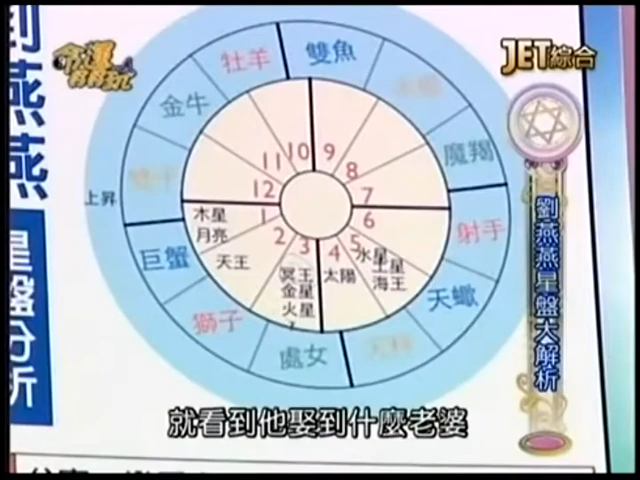 命運好好玩
JET綜合
劉燕燕
星盤分析
劉燕燕星盤大解析
雙魚
牡羊
金牛
上昇
巨蟹
獅子
處女
天蠍
射手
魔羯
10
9
11
8
12
7
1
6
2
3
4
5
木星
月亮
天王
冥王
金星
火星
太陽
水星
土星
海王
就看到他娶到什麼老婆